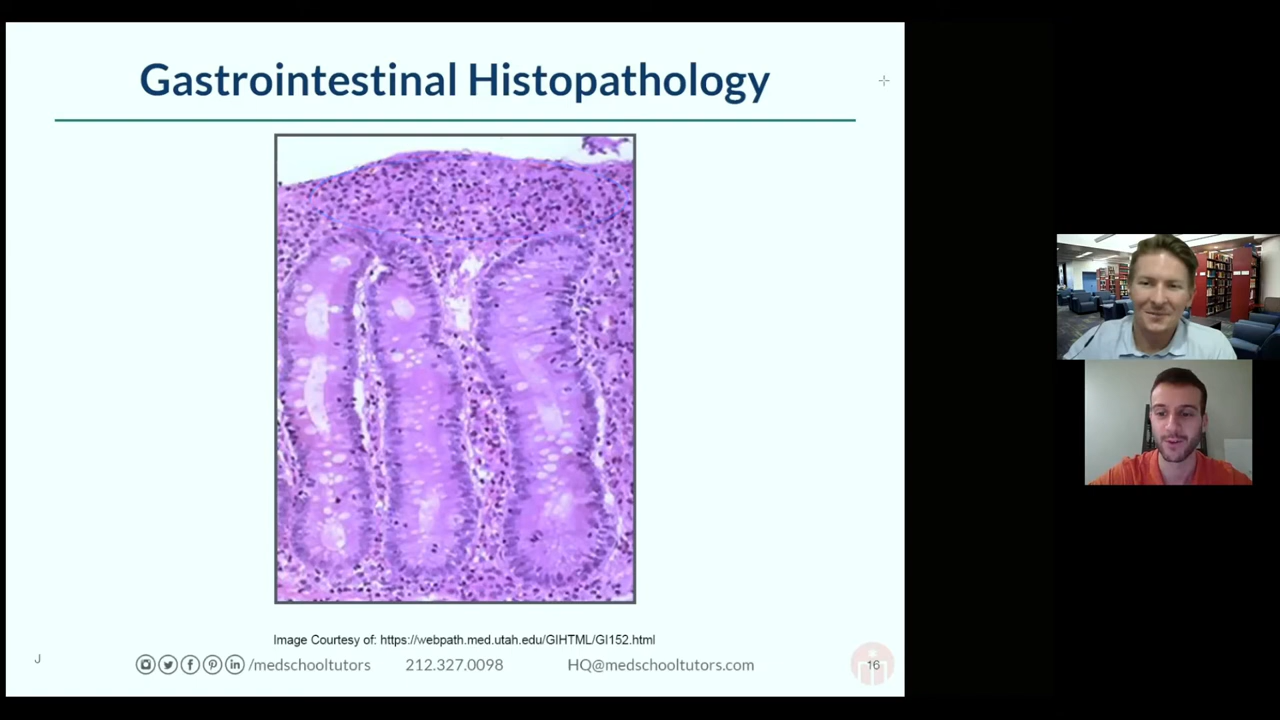 Gastrointestinal Histopathology
Image Courtesy of: https://webpath.med.utah.edu/GIHTML/GI152.html
J
/medschooltutors 212.327.0098 HQ@medschooltutors.com 16